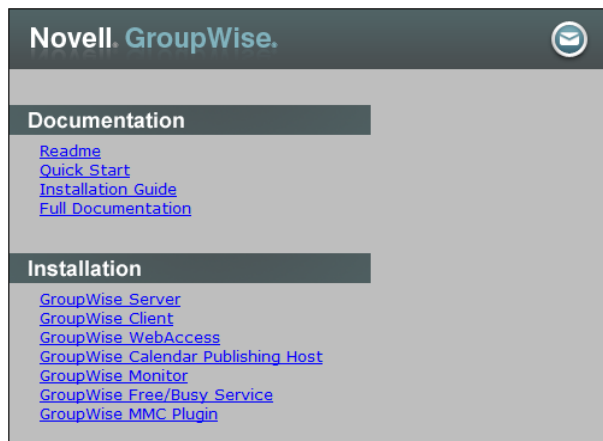 Novell. GroupWise.
Documentation
Readme
Quick Start
Installation Guide
Full Documentation
Installation
GroupWise Server
GroupWise Client
GroupWise WebAccess
GroupWise Calendar Publishing Host
GroupWise Monitor
GroupWise Free/Busy Service
GroupWise MMC Plugin